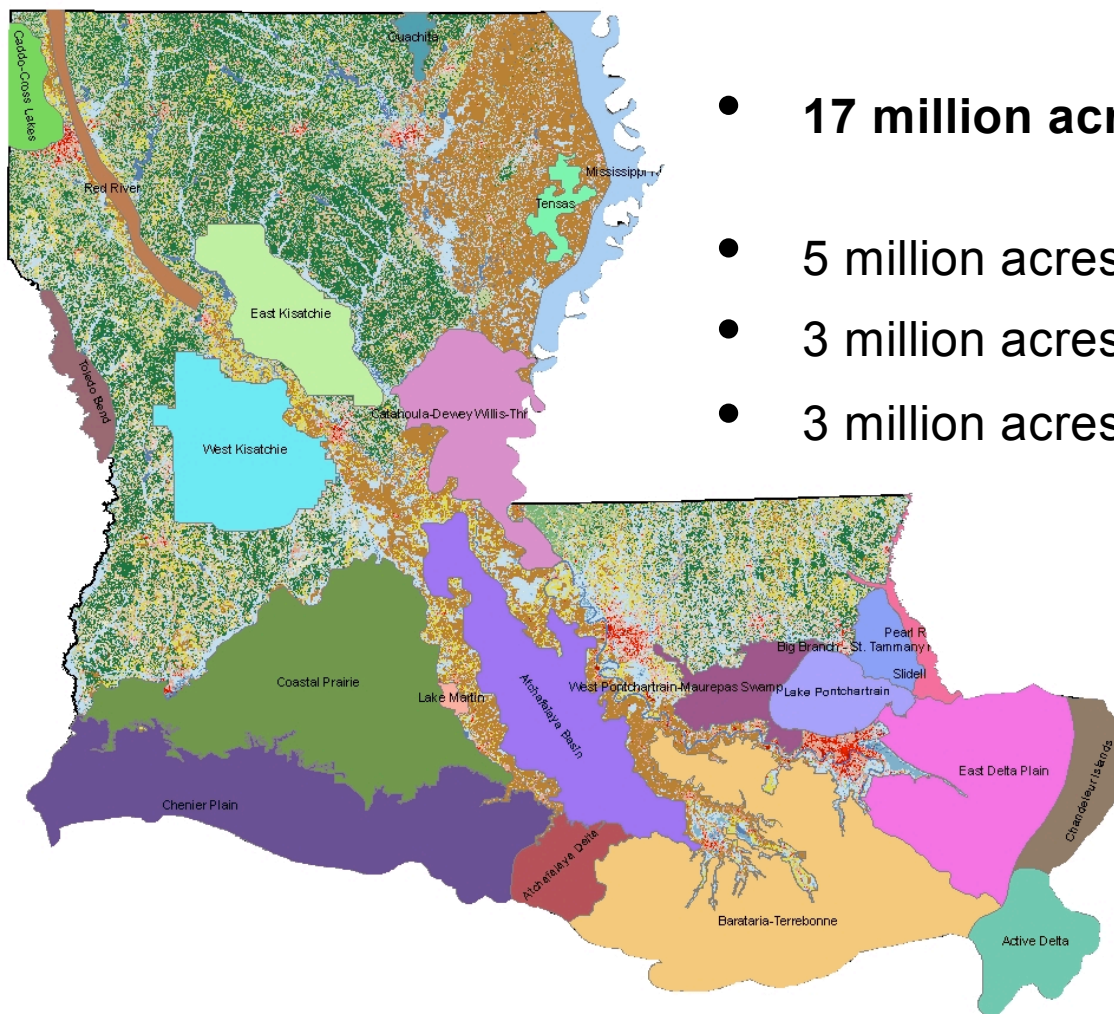 Caddo-Cross Lakes
Ouachita
• 17 million acr
Red River
Mississippi
Tensas
• 5 million acres
East Kisatchie
• 3 million acres
Toledo Bend
Catahoula-Dewey Willis-Thr
• 3 million acres
West Kisatchie
Pearl R
Big Branch - St. Tammany
Slidell
Coastal Prairie
Lake Martin
Atchafalaya Basin
West Pontchartrain-Maurepas Swamp
Lake Pontchartrain
East Delta Plain
Chandeleur Islands
Chenier Plain
Atchafalaya Delta
Barataria-Terrebonne
Active Delta